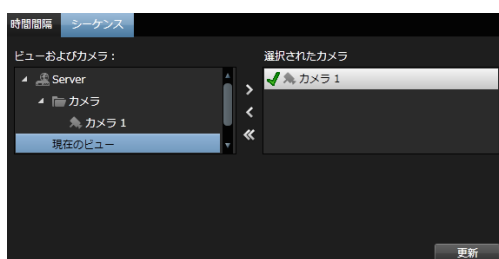 時間間隔 シーケンス
ビューおよびカメラ： 選択されたカメラ
Server カメラ 1
カメラ
カメラ 1
現在のビュー
更新